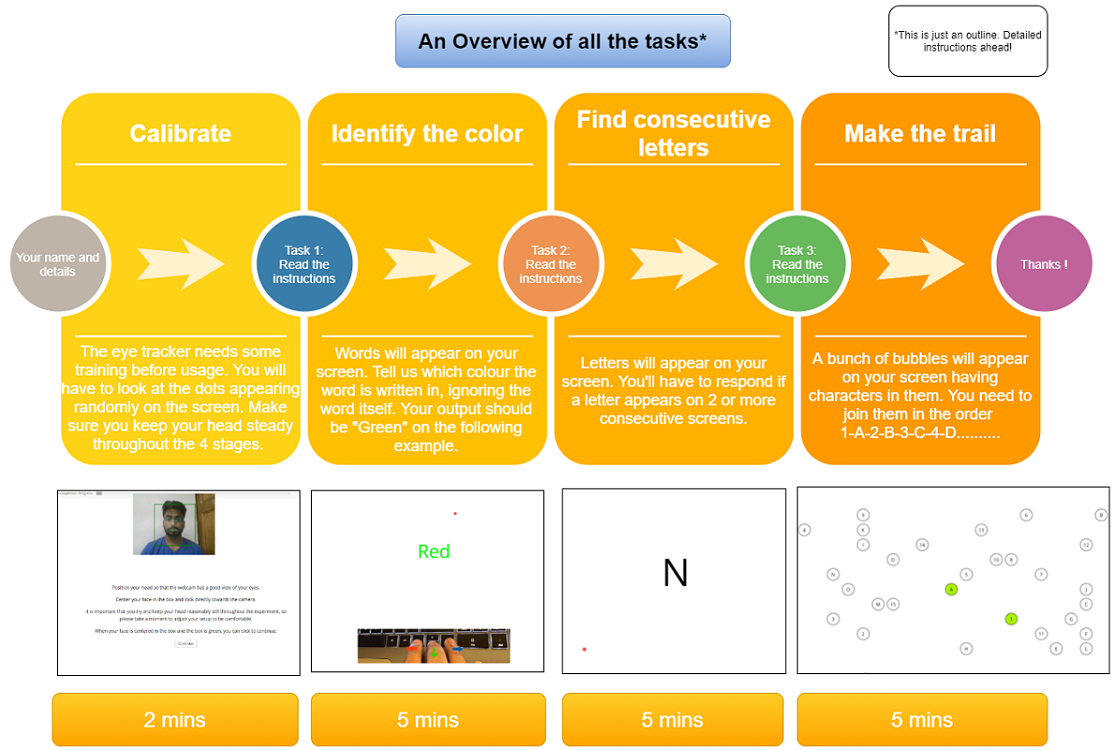 An Overview of all the tasks*
*This is just an outline. Detailed
instructions ahead!
Calibrate
Identify the color
Find consecutive
letters
Make the trail
Your name and
details
Task 1:
Read the
instructions
Task 2:
Read the
instructions
Task 3:
Read the
instructions
Thanks !
The eye tracker needs some
training before usage. You will
have to look at the dots appearing
randomly on the screen. Make
sure you keep your head steady
throughout the 4 stages.
Words will appear on your
screen. Tell us which colour the
word is written in, ignoring the
word itself. Your output should
be "Green" on the following
example.
Letters will appear on your
screen. You'll have to respond if
a letter appears on 2 or more
consecutive screens.
A bunch of bubbles will appear
on your screen having
characters in them. You need to
join them in the order
1-A-2-B-3-C-4-D..........
Position your head so that the webcam has a good view of your eyes.
Center your face in the box and look directly towards the camera.
It is important that you try and keep your head reasonably still throughout the experiment, so
please take a moment to adjust your setup to be comfortable.
When your face is centered in the box and the box is green, you can click to continue.
Continue
Red
N
9
6
B
4
K
13
I
14
12
D
10
8
N
5
7
O
A
J
M
15
C
3
1
G
2
11
F
H
E
L
2 mins
5 mins
5 mins
5 mins